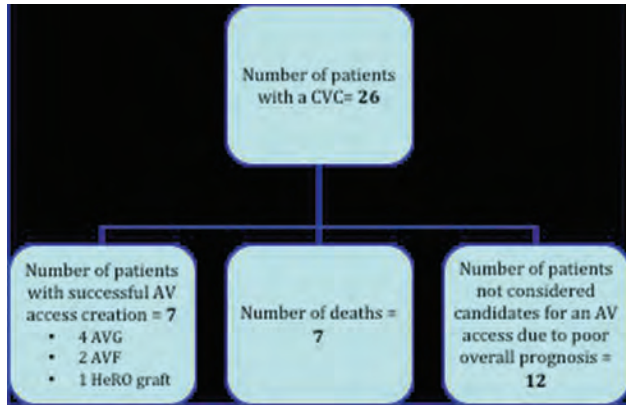 Number of patients
with a CVC= 26
Number of patients
with successful AV
access creation = 7
• 4 AVG
• 2 AVF
• 1 HeRO graft
Number of deaths =
7
Number of patients
not considered
candidates for an AV
access due to poor
overall prognosis =
12